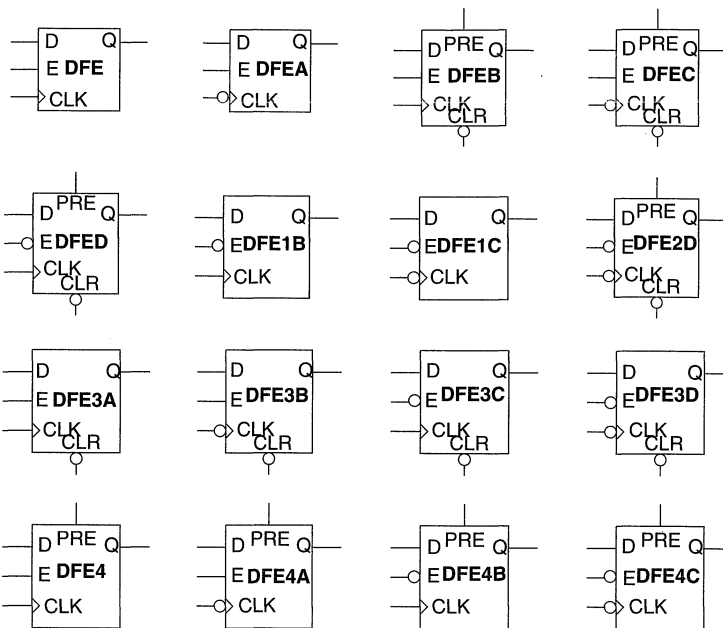 D Q
E DFE
CLK
D Q
E DFEA
CLK
D PRE Q
E DFEB
CLK
CLR
D PRE Q
E DFEC
CLK
CLR
D PRE Q
E DFED
CLK
CLR
D Q
E DFE1B
CLK
D Q
E DFE1C
CLK
D PRE Q
E DFE2D
CLK
CLR
D Q
E DFE3A
CLK
CLR
D Q
E DFE3B
CLK
CLR
D Q
E DFE3C
CLK
CLR
D Q
E DFE3D
CLK
CLR
D PRE Q
E DFE4
CLK
D PRE Q
E DFE4A
CLK
D PRE Q
E DFE4B
CLK
D PRE Q
E DFE4C
CLK